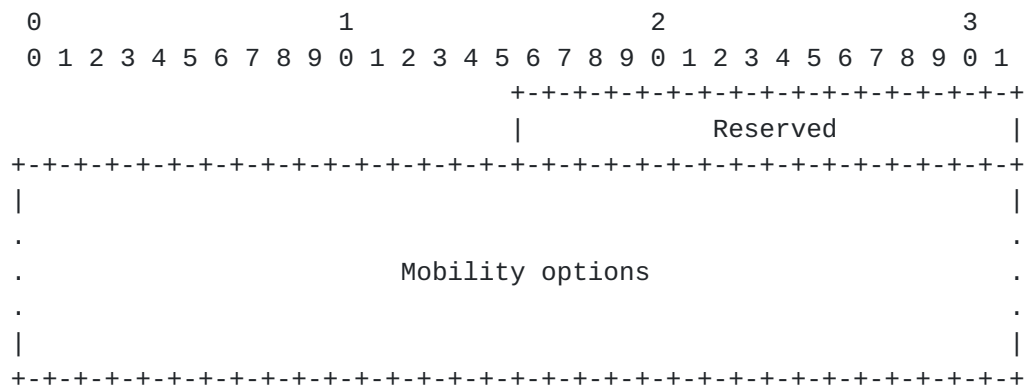 0                   1                   2                   3
 0 1 2 3 4 5 6 7 8 9 0 1 2 3 4 5 6 7 8 9 0 1 2 3 4 5 6 7 8 9 0 1
                                +-+-+-+-+-+-+-+-+-+-+-+-+-+-+-+-+
                                |            Reserved           |
+-+-+-+-+-+-+-+-+-+-+-+-+-+-+-+-+-+-+-+-+-+-+-+-+-+-+-+-+-+-+-+-+
|                                                               |
.                                                               .
.                        Mobility options                       .
.                                                               .
|                                                               |
+-+-+-+-+-+-+-+-+-+-+-+-+-+-+-+-+-+-+-+-+-+-+-+-+-+-+-+-+-+-+-+-+